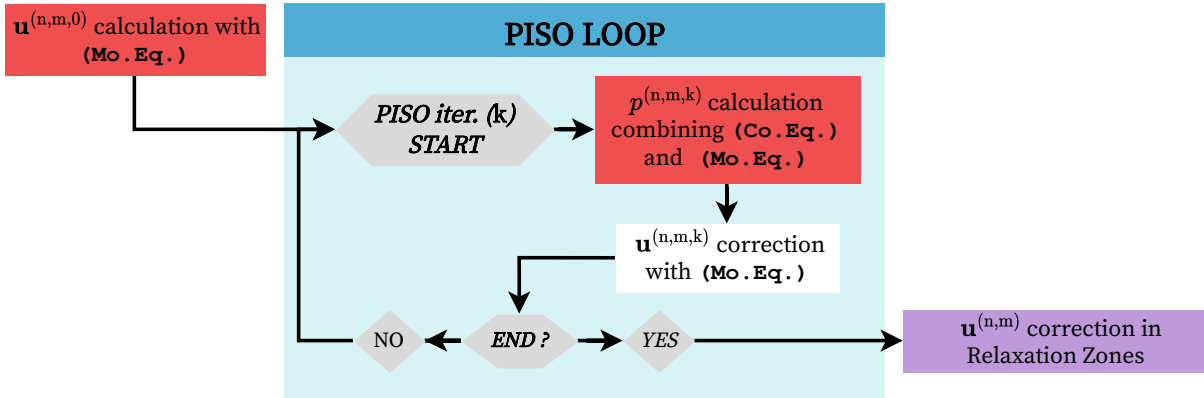 𝐮^(n,m,0) calculation with
(Mo.Eq.)
PISO LOOP
PISO iter. (k)
START
p^(n,m,k) calculation
combining (Co.Eq.)
and (Mo.Eq.)
𝐮^(n,m,k) correction
with (Mo.Eq.)
NO
END ?
YES
𝐮^(n,m) correction in
Relaxation Zones